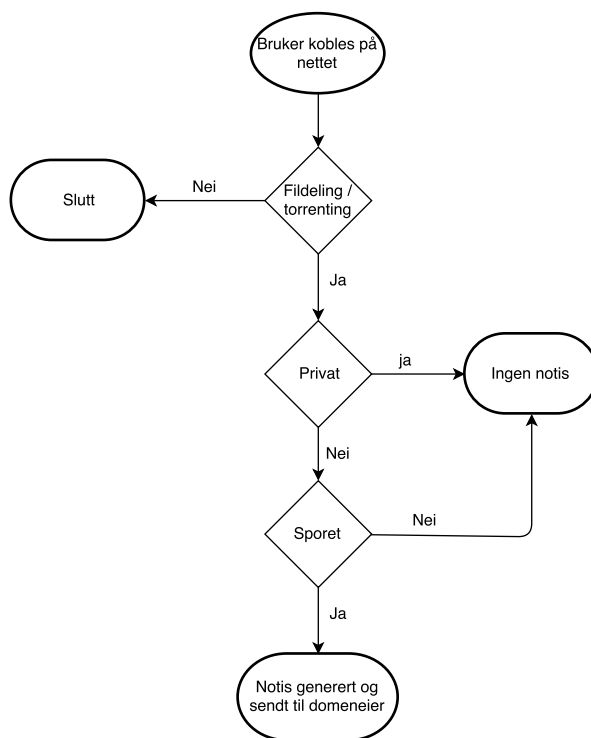 Bruker kobles på
nettet
Nei
Fildeling /
torrenting
Slutt
Ja
Privat
ja
Ingen notis
Nei
Sporet
Nei
Ja
Notis generert og
sendt til domeneier